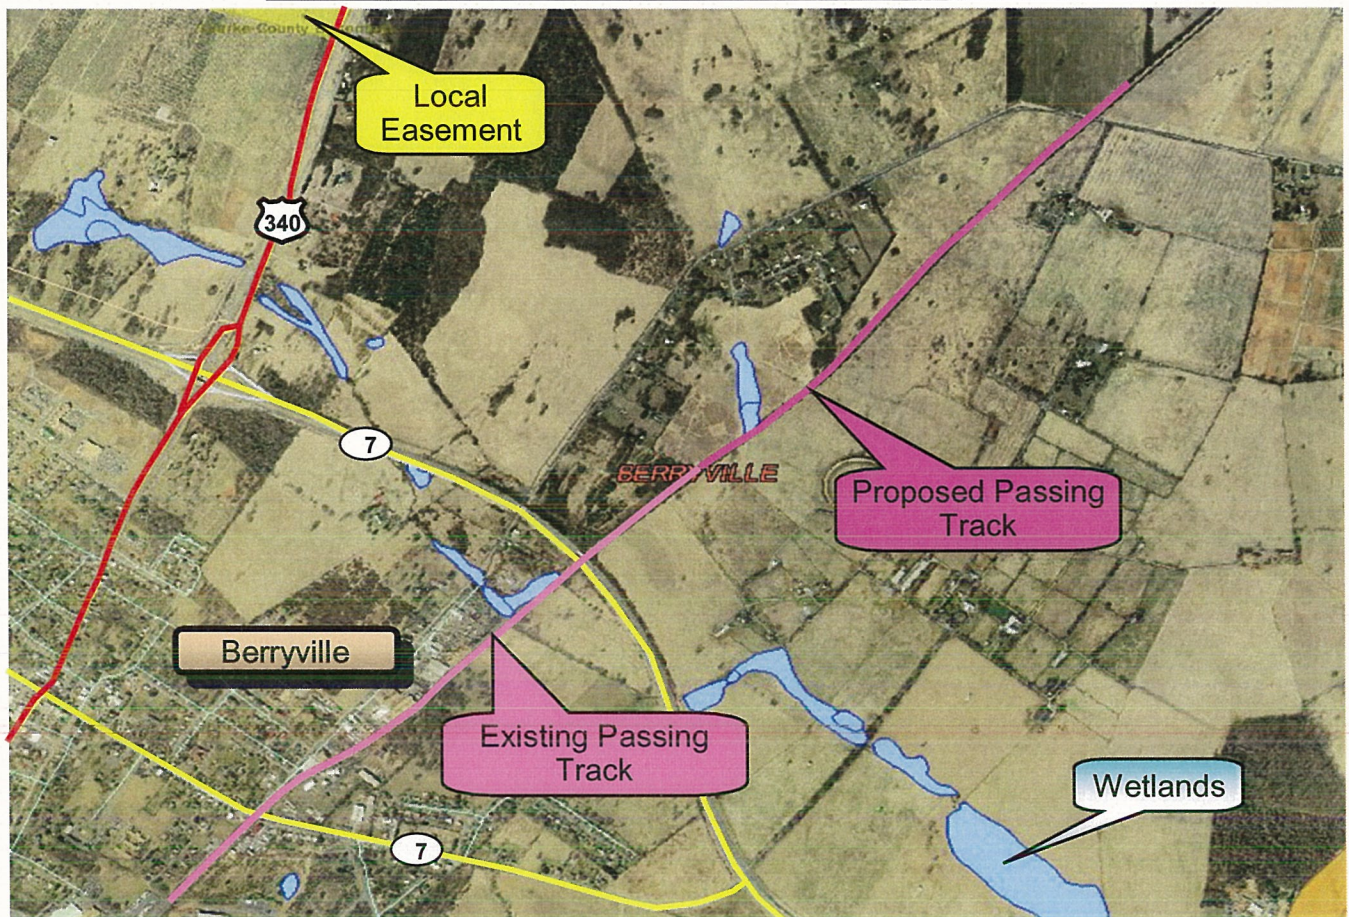 Local
Easement
340
7
BERRYVILLE
Proposed Passing
Track
Berryville
Existing Passing
Track
Wetlands
7